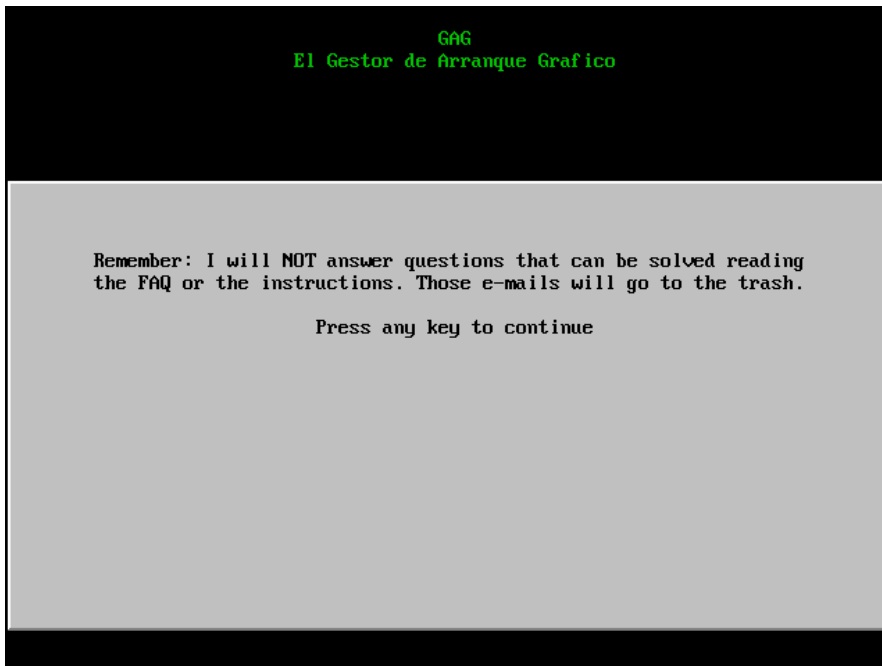 GAG
El Gestor de Arranque Grafico
Remember: I will NOT answer questions that can be solved reading
the FAQ or the instructions. Those e-mails will go to the trash.
Press any key to continue